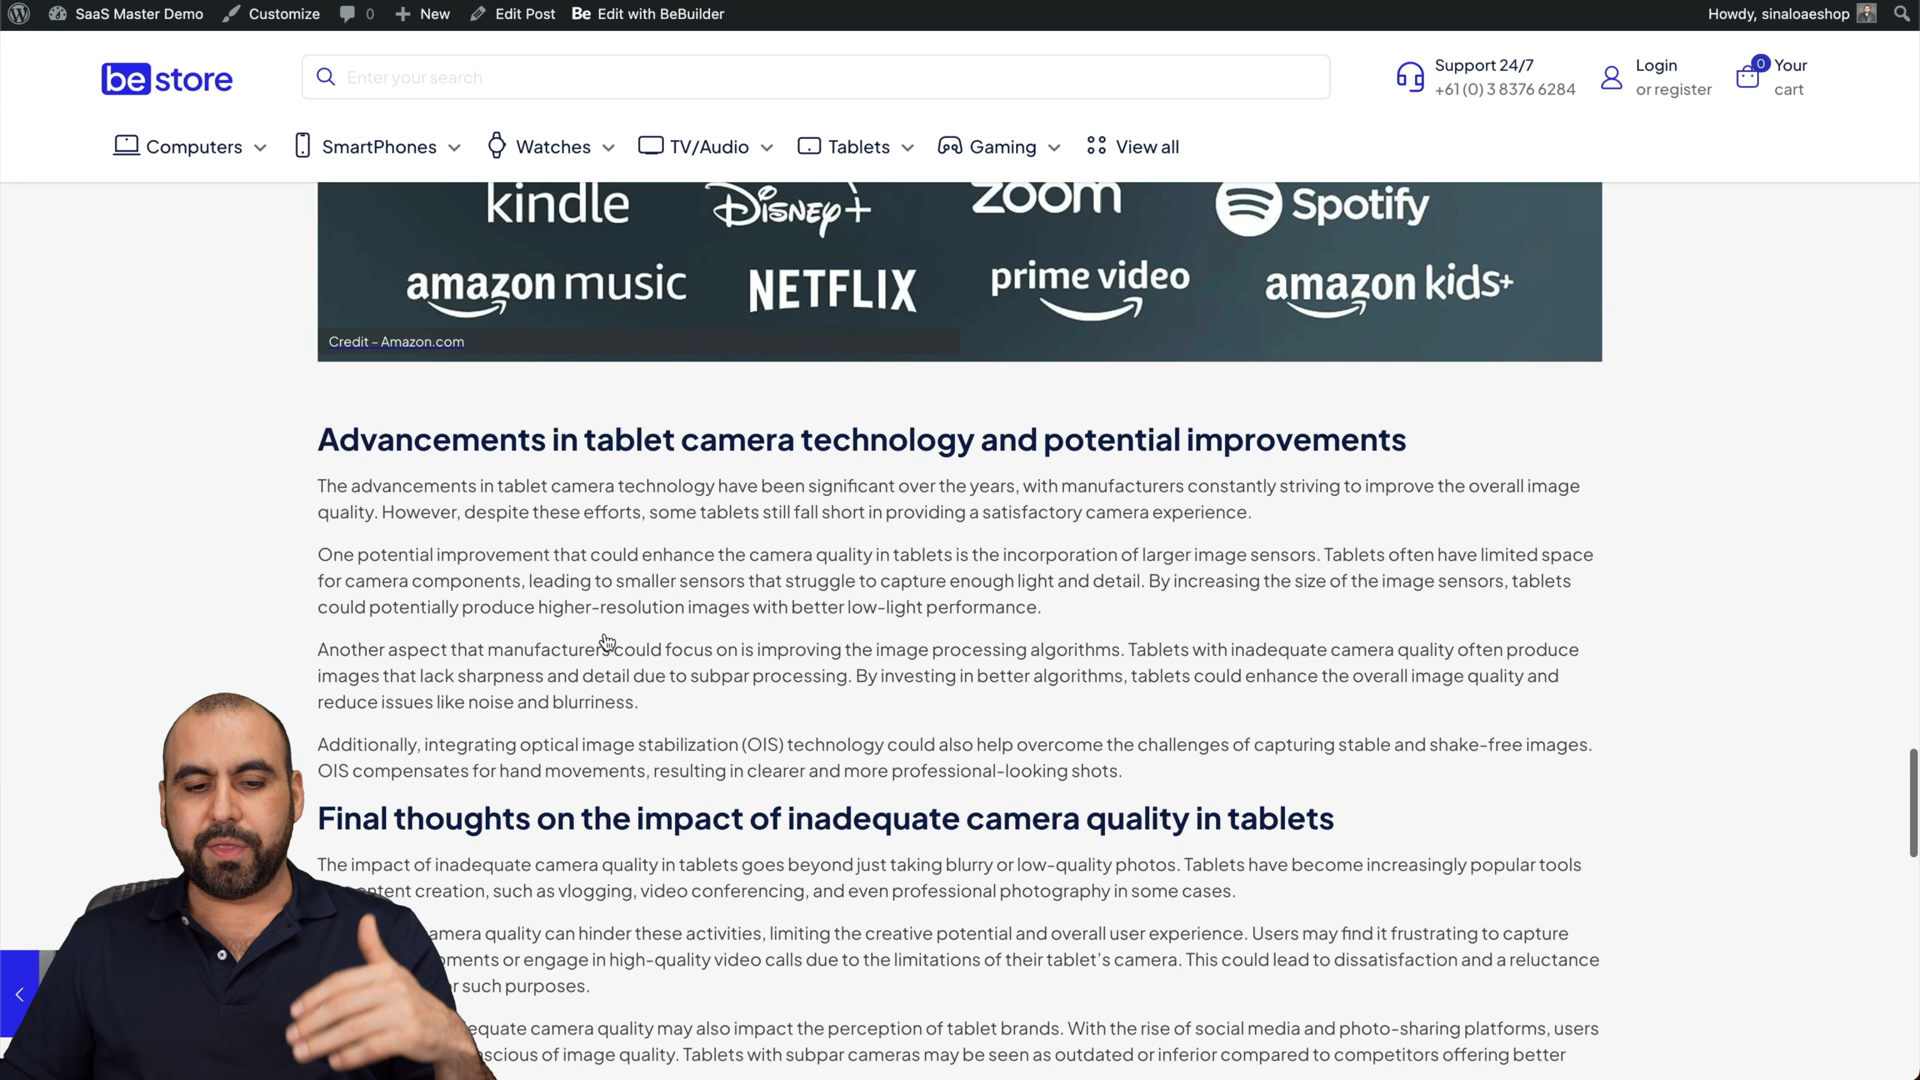 SaaS Master Demo Customize 0 New Edit Post Be Edit with BeBuilder Howdy, sinaloaeshop
be store Enter your search Support 24/7 +61 (0) 3 8376 6284 Login or register 0 Your cart
Computers SmartPhones Watches TV/Audio Tablets Gaming View all
kindle Disney+ zoom Spotify
amazon music NETFLIX prime video amazon kids+
Credit – Amazon.com
Advancements in tablet camera technology and potential improvements
The advancements in tablet camera technology have been significant over the years, with manufacturers constantly striving to improve the overall image
quality. However, despite these efforts, some tablets still fall short in providing a satisfactory camera experience.
One potential improvement that could enhance the camera quality in tablets is the incorporation of larger image sensors. Tablets often have limited space
for camera components, leading to smaller sensors that struggle to capture enough light and detail. By increasing the size of the image sensors, tablets
could potentially produce higher-resolution images with better low-light performance.
Another aspect that manufacturers could focus on is improving the image processing algorithms. Tablets with inadequate camera quality often produce
images that lack sharpness and detail due to subpar processing. By investing in better algorithms, tablets could enhance the overall image quality and
reduce issues like noise and blurriness.
Additionally, integrating optical image stabilization (OIS) technology could also help overcome the challenges of capturing stable and shake-free images.
OIS compensates for hand movements, resulting in clearer and more professional-looking shots.
Final thoughts on the impact of inadequate camera quality in tablets
The impact of inadequate camera quality in tablets goes beyond just taking blurry or low-quality photos. Tablets have become increasingly popular tools
content creation, such as vlogging, video conferencing, and even professional photography in some cases.
camera quality can hinder these activities, limiting the creative potential and overall user experience. Users may find it frustrating to capture
or engage in high-quality video calls due to the limitations of their tablet's camera. This could lead to dissatisfaction and a reluctance
such purposes.
camera quality may also impact the perception of tablet brands. With the rise of social media and photo-sharing platforms, users
of image quality. Tablets with subpar cameras may be seen as outdated or inferior compared to competitors offering better